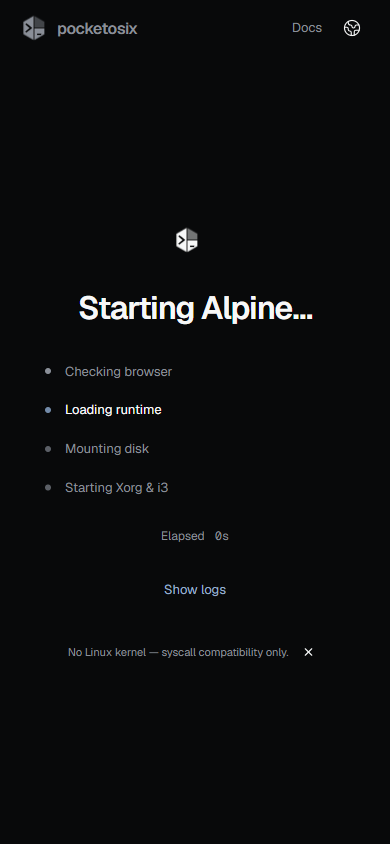 pocketosix
Docs
Starting Alpine...
Checking browser
Loading runtime
Mounting disk
Starting Xorg & i3
Elapsed 0s
Show logs
No Linux kernel — syscall compatibility only.